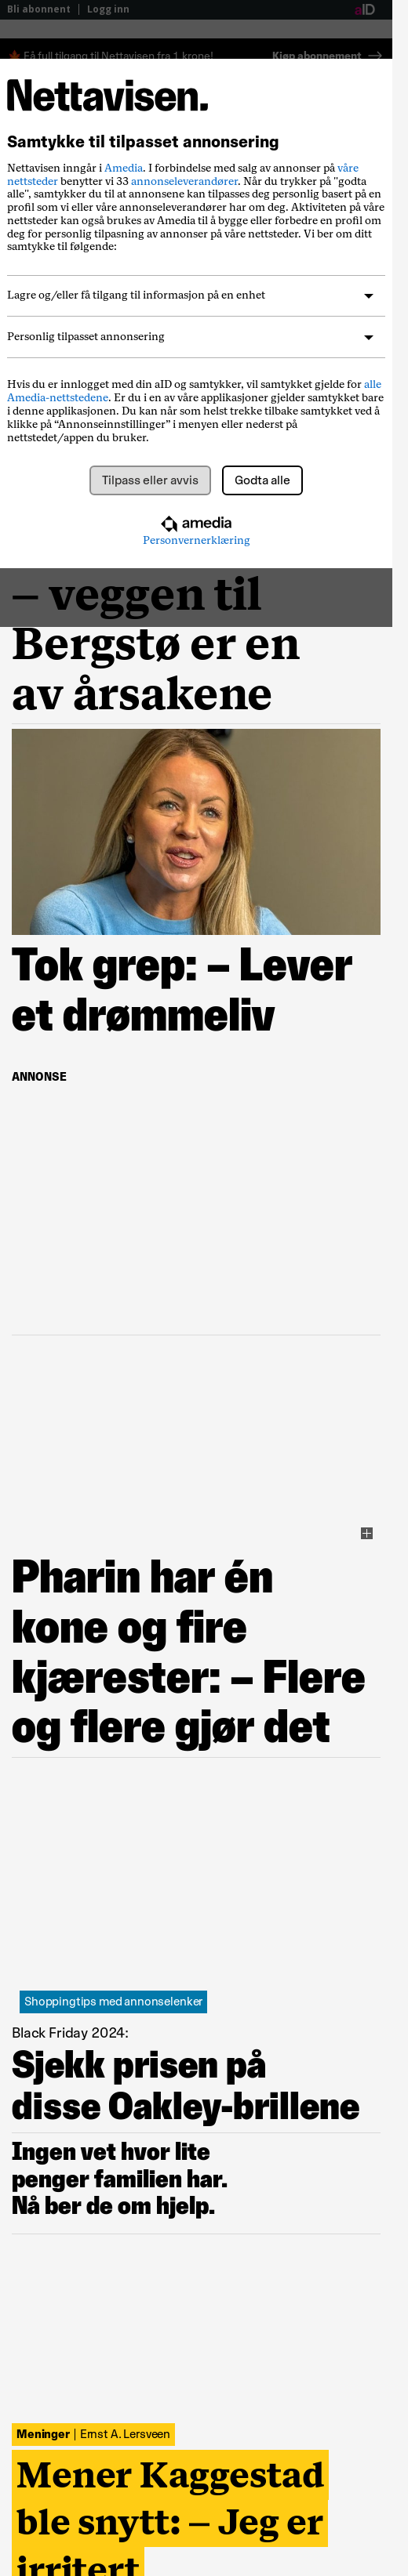 Bli abonnent | Logg inn
aID
🍁 Få full tilgang til Nettavisen fra 1 krone!
Kjøp abonnement →
Nettavisen.
Samtykke til tilpasset annonsering
Nettavisen inngår i Amedia. I forbindelse med salg av annonser på våre
nettsteder benytter vi 33 annonseleverandører. Når du trykker på "godta
alle", samtykker du til at annonsene kan tilpasses deg personlig basert på en
profil som vi eller våre annonseleverandører har om deg. Aktiviteten på våre
nettsteder kan også brukes av Amedia til å bygge eller forbedre en profil om
deg for personlig tilpasning av annonser på våre nettsteder. Vi ber om ditt
samtykke til følgende:
Lagre og/eller få tilgang til informasjon på en enhet
Personlig tilpasset annonsering
Hvis du er innlogget med din aID og samtykker, vil samtykket gjelde for alle
Amedia-nettstedene. Er du i en av våre applikasjoner gjelder samtykket bare
i denne applikasjonen. Du kan når som helst trekke tilbake samtykket ved å
klikke på “Annonseinnstillinger” i menyen eller nederst på
nettstedet/appen du bruker.
Tilpass eller avvis
Godta alle
amedia
Personvernerklæring
– veggen til
Bergstø er en
av årsakene
Tok grep: – Lever
et drømmeliv
ANNONSE
Pharin har én
kone og fire
kjærester: – Flere
og flere gjør det
Shoppingtips med annonselenker
Black Friday 2024:
Sjekk prisen på
disse Oakley-brillene
Ingen vet hvor lite
penger familien har.
Nå ber de om hjelp.
Meninger | Ernst A. Lersveen
Mener Kaggestad
ble snytt: – Jeg er
irritert